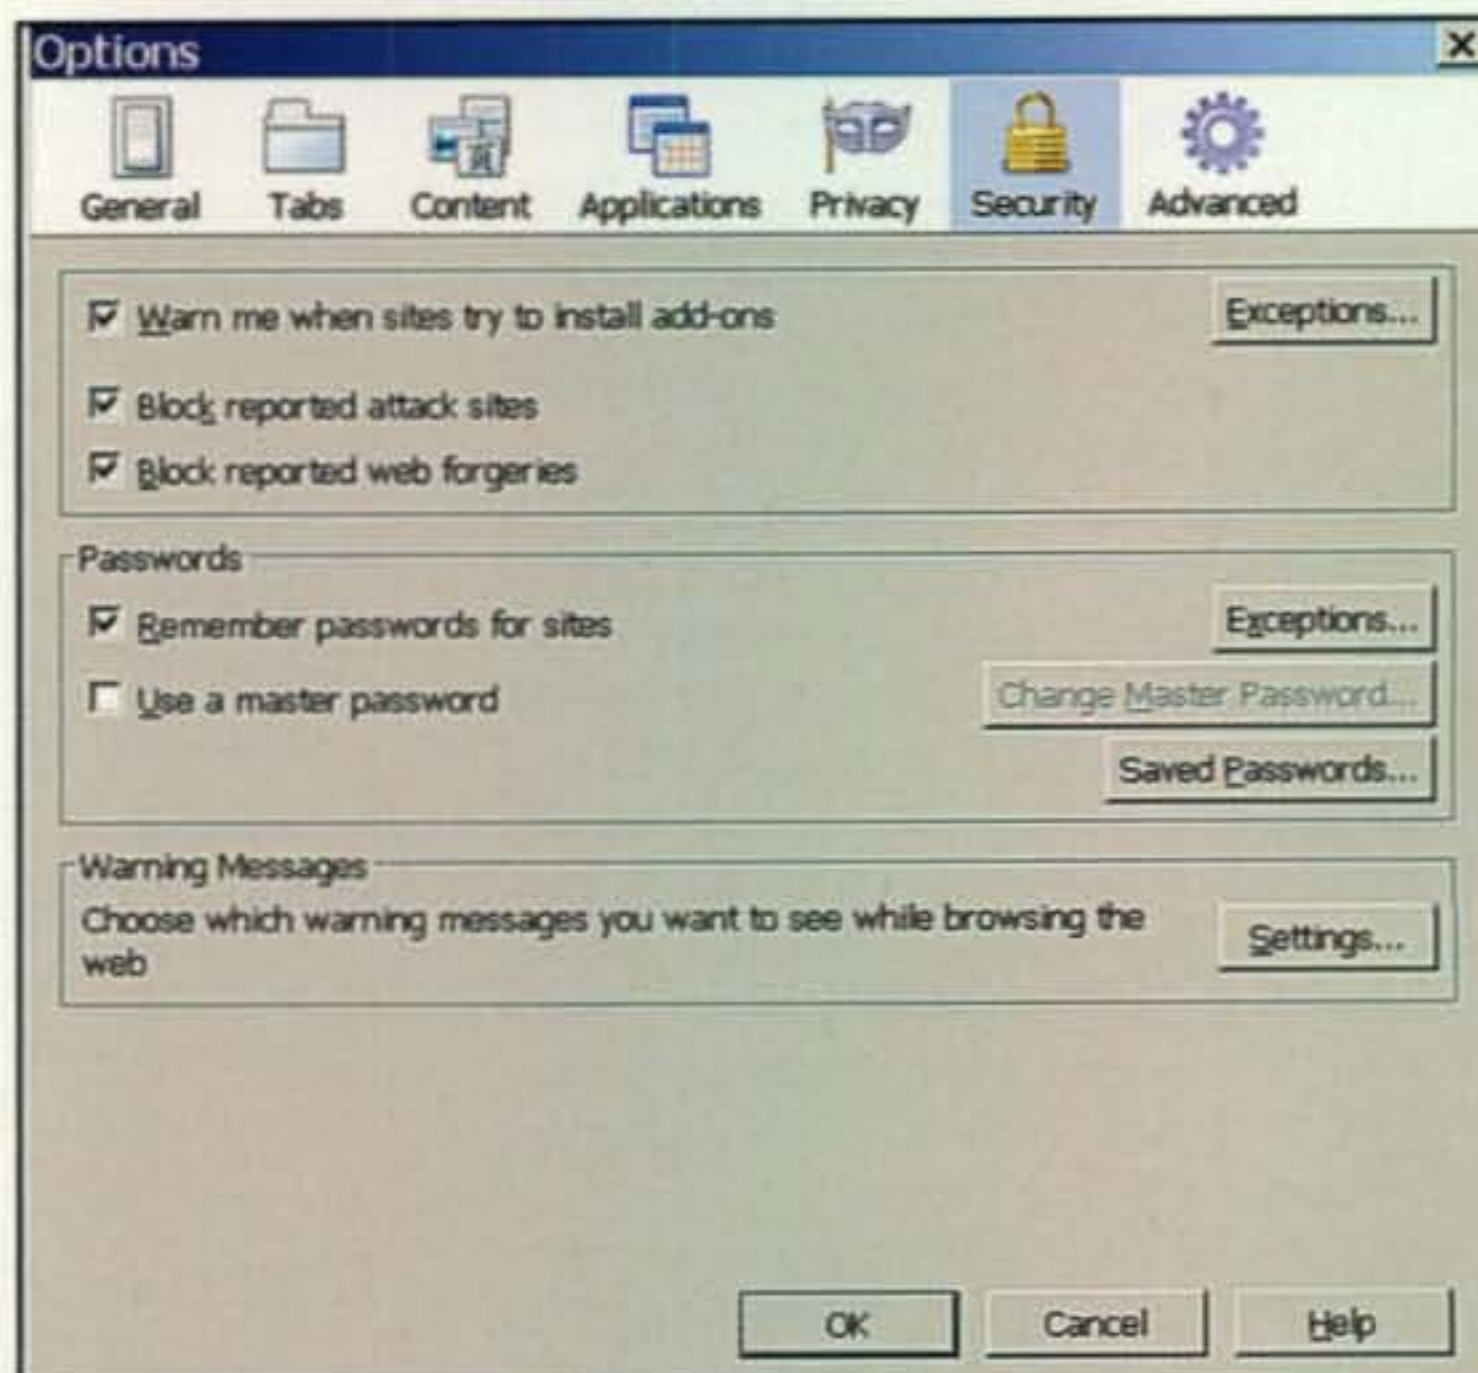 Options
General Tabs Content Applications Privacy Security Advanced
Warn me when sites try to install add-ons Exceptions...
Block reported attack sites
Block reported web forgeries
Passwords
Remember passwords for sites Exceptions...
Use a master password Change Master Password...
Saved Passwords...
Warning Messages
Choose which warning messages you want to see while browsing the
web Settings...
OK Cancel Help